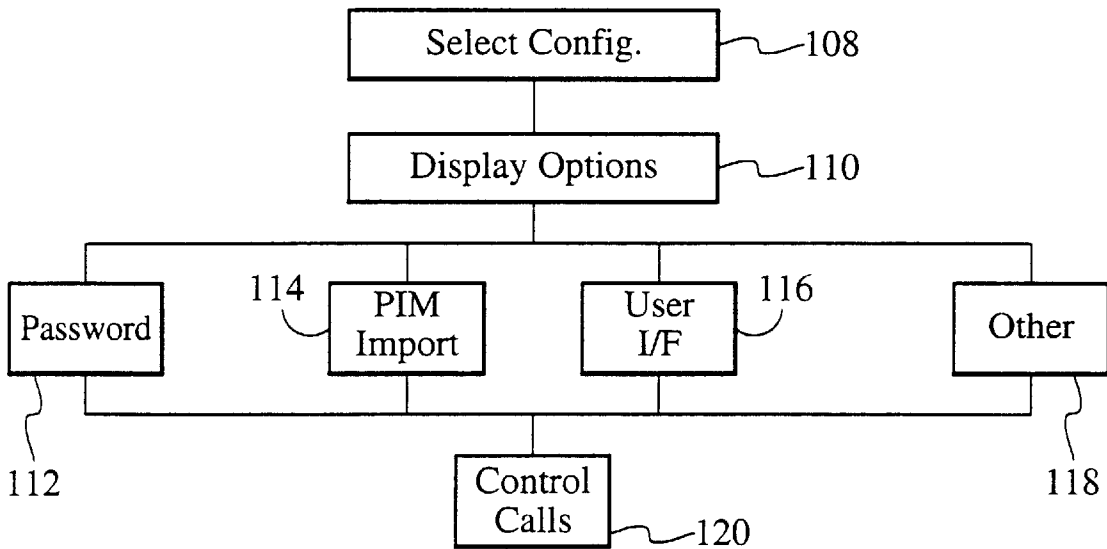 Select Config.
108
Display Options
110
Password
114
PIM
Import
User
I/F
116
Other
112
Control
Calls
120
118